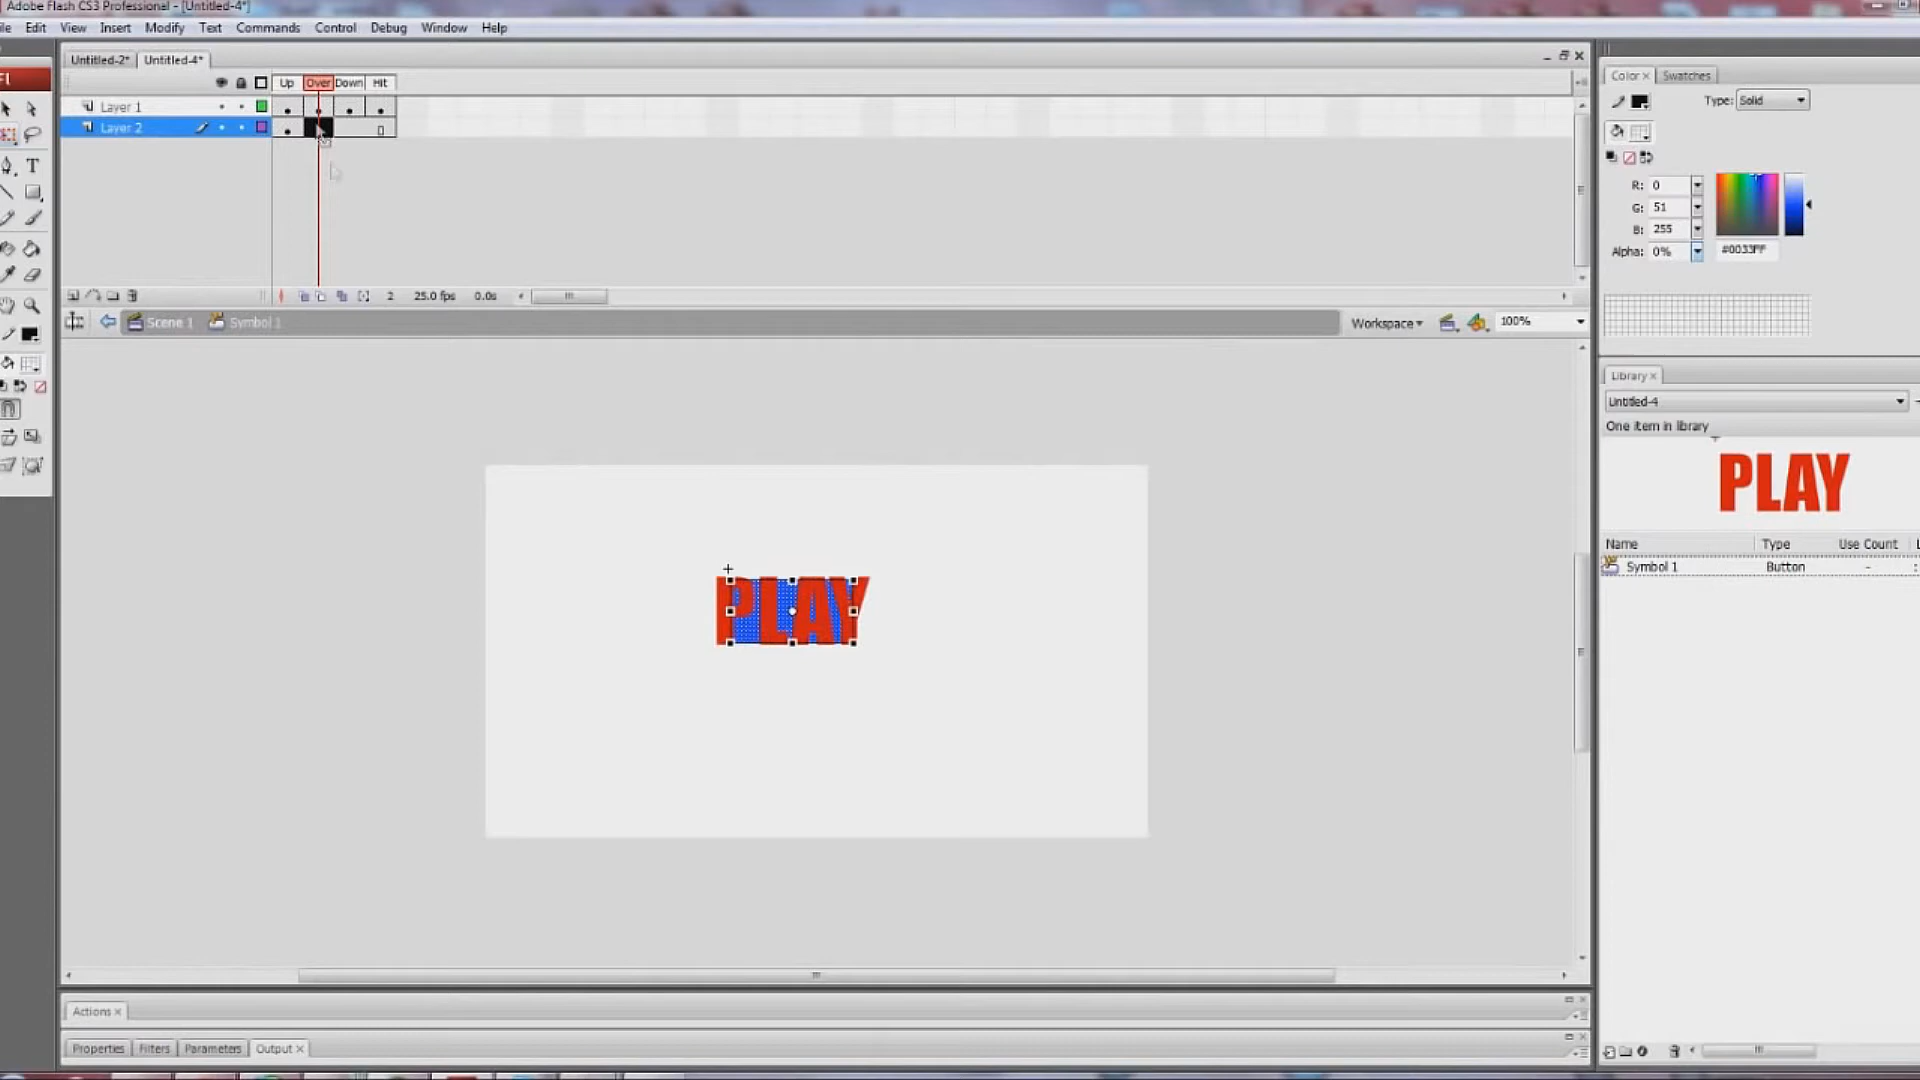 Adobe Flash CS3 Professional - [Untitled-4*]
Edit View Insert Modify Text Commands Control Debug Window Help
Untitled-2* Untitled-4*
Up Over Down Hit
Layer 1
Layer 2
2 25.0 fps 0.0s
Scene 1 Symbol 1
Workspace 100%
PLAY
Actions
Properties Filters Parameters Output
Color Swatches
Type: Solid
R: 0
G: 51
B: 255
Alpha: 0% #0033FF
Library
Untitled-4
One item in library
PLAY
Name Type Use Count
Symbol 1 Button -